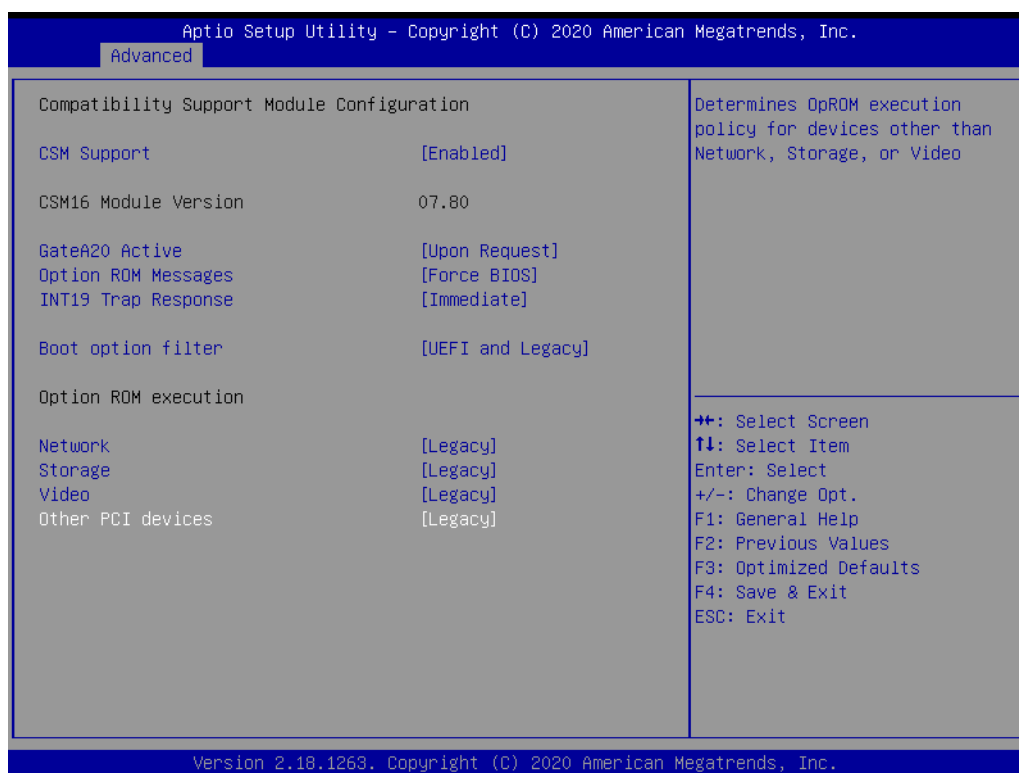 Aptio Setup Utility – Copyright (C) 2020 American Megatrends, Inc.
Advanced
Compatibility Support Module Configuration
CSM Support [Enabled]
CSM16 Module Version 07.80
GateA20 Active [Upon Request]
Option ROM Messages [Force BIOS]
INT19 Trap Response [Immediate]
Boot option filter [UEFI and Legacy]
Option ROM execution
Network [Legacy]
Storage [Legacy]
Video [Legacy]
Other PCI devices [Legacy]
Determines OpROM execution
policy for devices other than
Network, Storage, or Video
→←: Select Screen
↑↓: Select Item
Enter: Select
+/-: Change Opt.
F1: General Help
F2: Previous Values
F3: Optimized Defaults
F4: Save & Exit
ESC: Exit
Version 2.18.1263. Copyright (C) 2020 American Megatrends, Inc.